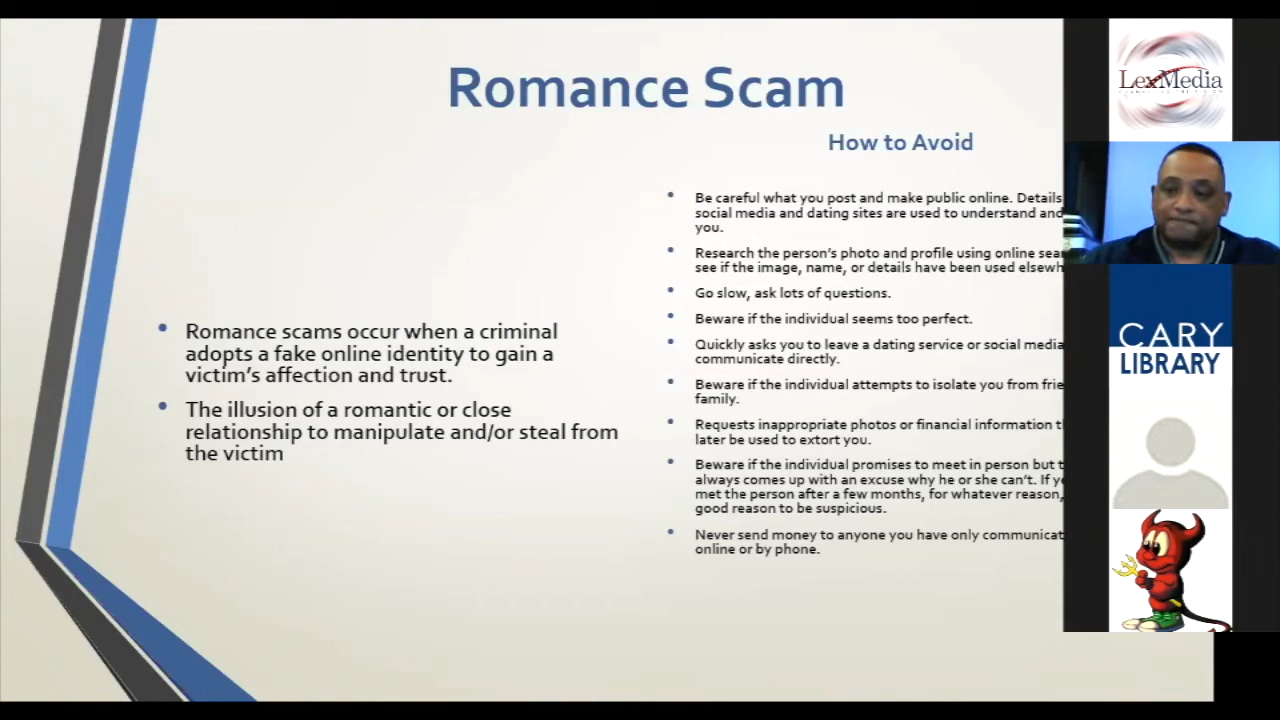 Romance Scam
How to Avoid
Romance scams occur when a criminal
adopts a fake online identity to gain a
victim's affection and trust.
The illusion of a romantic or close
relationship to manipulate and/or steal from
the victim
Be careful what you post and make public online. Details
social media and dating sites are used to understand and
you.
Research the person's photo and profile using online
see if the image, name, or details have been used
Go slow, ask lots of questions.
Beware if the individual seems too perfect.
Quickly asks you to leave a dating service or social media
communicate directly.
Beware if the individual attempts to isolate you from
family.
Requests inappropriate photos or financial information
later be used to extort you.
Beware if the individual promises to meet in person but
always comes up with an excuse why he or she can't. If
met the person after a few months, for whatever reason,
good reason to be suspicious.
Never send money to anyone you have only
online or by phone.
LexMedia
CARY
LIBRARY